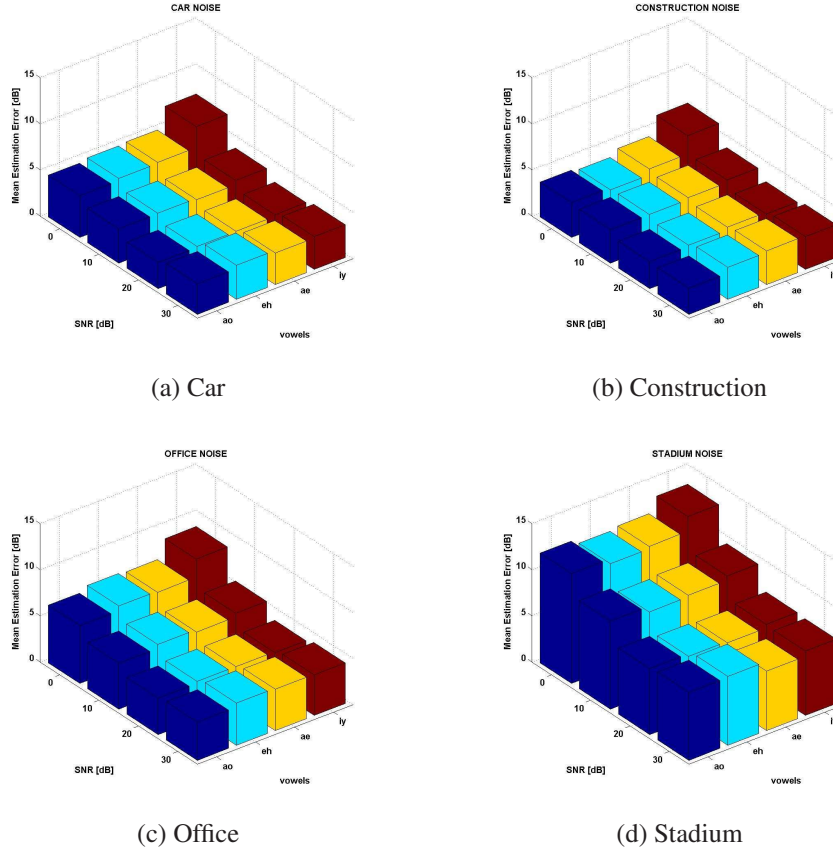 CAR NOISE
15
10
5
0
Mean Estimation Error [dB]
0
10
20
30
SNR [dB]
ao
eh
ae
iy
vowels
(a) Car
CONSTRUCTION NOISE
15
10
5
0
Mean Estimation Error [dB]
0
10
20
30
SNR [dB]
ao
eh
ae
vowels
(b) Construction
OFFICE NOISE
15
10
5
0
Mean Estimation Error [dB]
0
10
20
30
SNR [dB]
ao
eh
ae
iy
vowels
(c) Office
STADIUM NOISE
15
10
5
0
Mean Estimation Error [dB]
0
10
20
30
SNR [dB]
ao
eh
ae
vowels
(d) Stadium